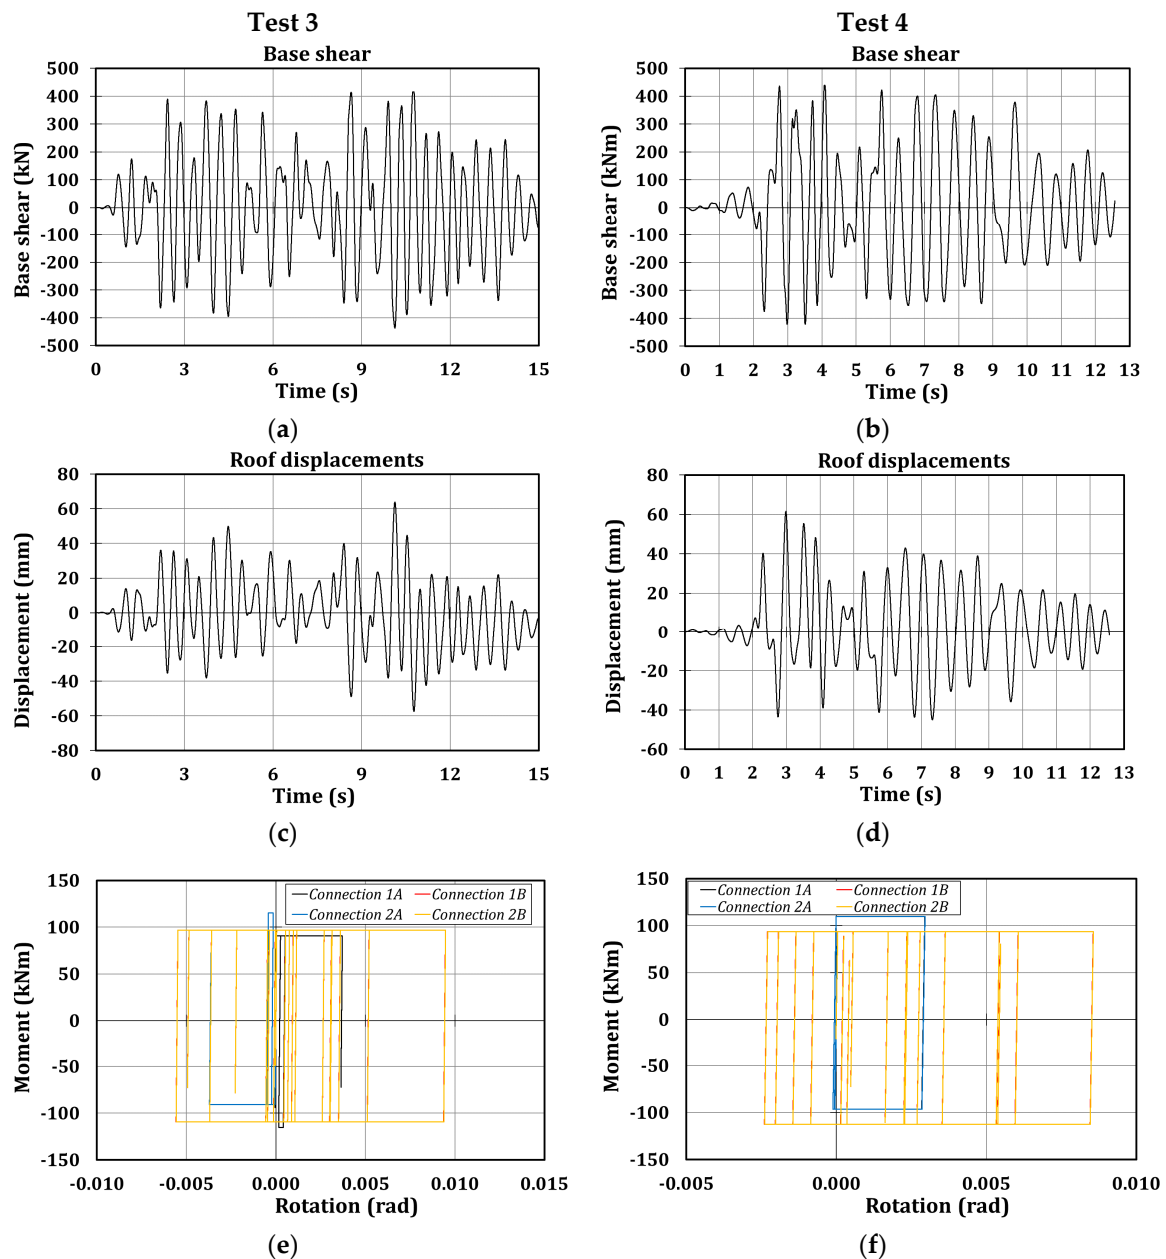 Test 3
Test 4
Base shear
Base shear
500
400
300
200
100
0
-100
-200
-300
-400
-500
Base shear (kN)
0 3 6 9 12 15
Time (s)
500
400
300
200
100
0
-100
-200
-300
-400
-500
Base shear (kNm)
0 1 2 3 4 5 6 7 8 9 10 11 12 13
Time (s)
(a)
(b)
Roof displacements
Roof displacements
80
60
40
20
0
-20
-40
-60
-80
Displacement (mm)
0 3 6 9 12 15
Time (s)
80
60
40
20
0
-20
-40
-60
Displacement (mm)
0 1 2 3 4 5 6 7 8 9 10 11 12 13
Time (s)
(c)
(d)
150
100
50
0
-50
-100
-150
Moment (kNm)
Connection 1A Connection 1B
Connection 2A Connection 2B
-0.010 -0.005 0.000 0.005 0.010 0.015
Rotation (rad)
150
100
50
0
-50
-100
-150
Moment (kNm)
Connection 1A Connection 1B
Connection 2A Connection 2B
-0.005 0.000 0.005 0.010
Rotation (rad)
(e)
(f)